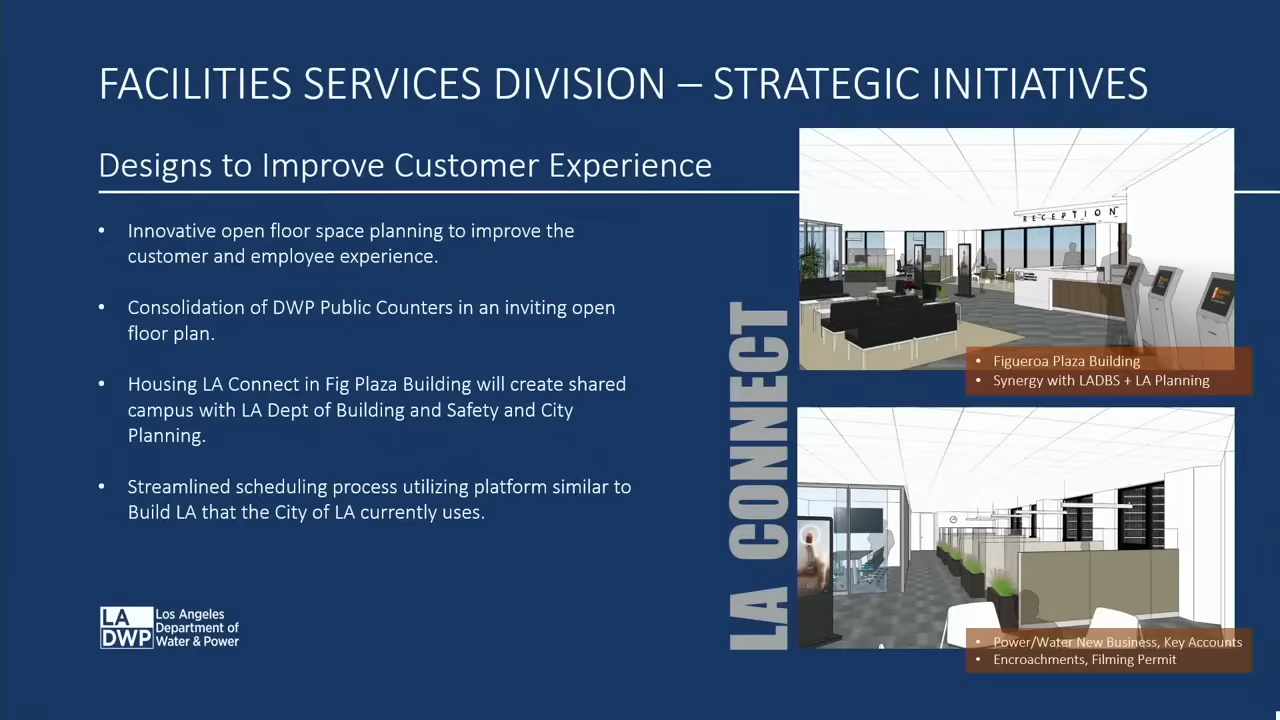 FACILITIES SERVICES DIVISION – STRATEGIC INITIATIVES
Designs to Improve Customer Experience
• Innovative open floor space planning to improve the
customer and employee experience.
• Consolidation of DWP Public Counters in an inviting open
floor plan.
• Housing LA Connect in Fig Plaza Building will create shared
campus with LA Dept of Building and Safety and City
Planning.
• Streamlined scheduling process utilizing platform similar to
Build LA that the City of LA currently uses.
LA CONNECT
RECEPTION
• Figueroa Plaza Building
• Synergy with LADBS + LA Planning
• Power/Water New Business, Key Accounts
• Encroachments, Filming Permit
LA
DWP
Los Angeles
Department of
Water & Power